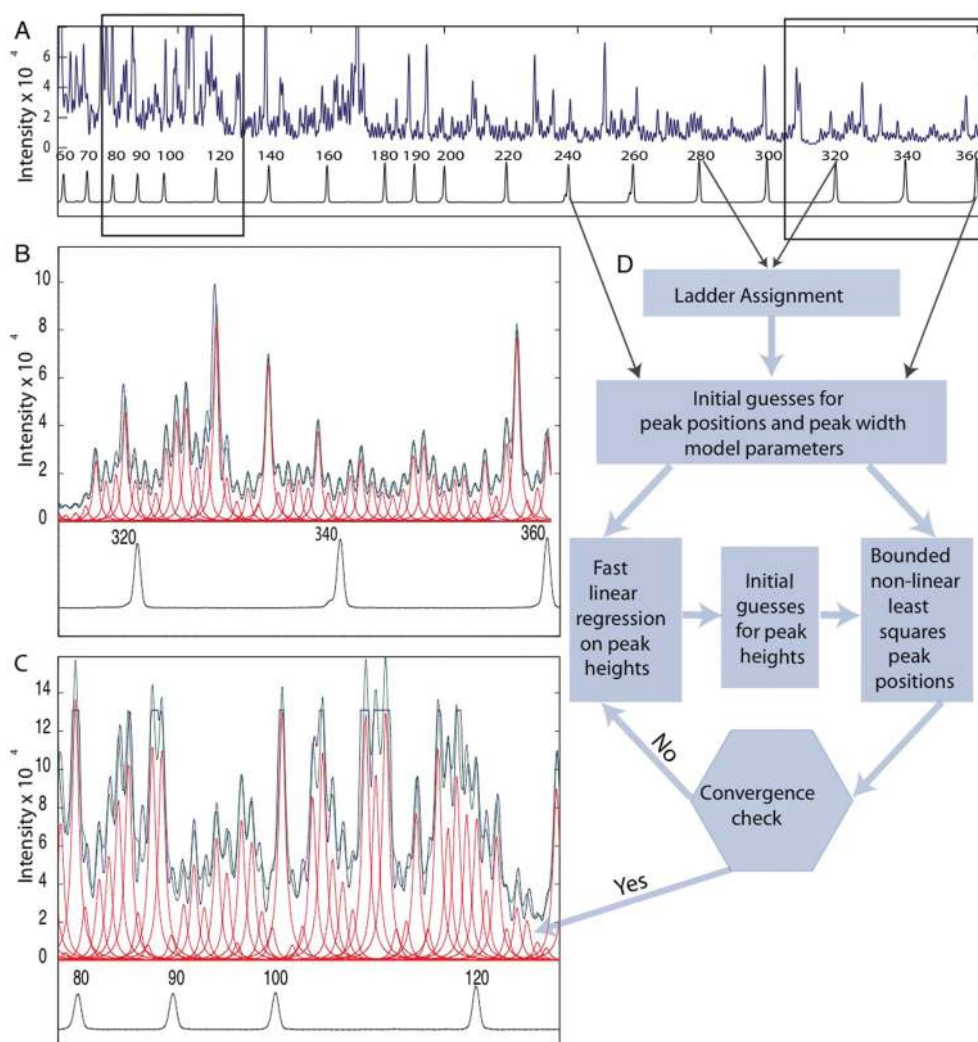 A
Intensity x 10 4
6
4
2
0
60 70 80 90 100 120 140 160 180 190 200 220 240 260 280 300 320 340 360
B
Intensity x 10 4
10
8
6
4
2
0
320 340 360
C
Intensity x 10 4
14
12
10
8
6
4
2
0
80 90 100 120
D
Ladder Assignment
Initial guesses for
peak positions and peak width
model parameters
Fast
linear
regression
on peak
heights
Initial
guesses
for peak
heights
Bounded
non-linear
least
squares
peak
positions
No
Convergence
check
Yes